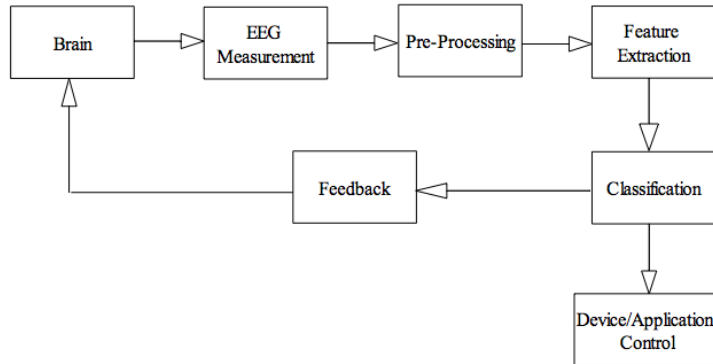 Brain
EEG
Measurement
Pre-Processing
Feature
Extraction
Feedback
Classification
Device/Application
Control